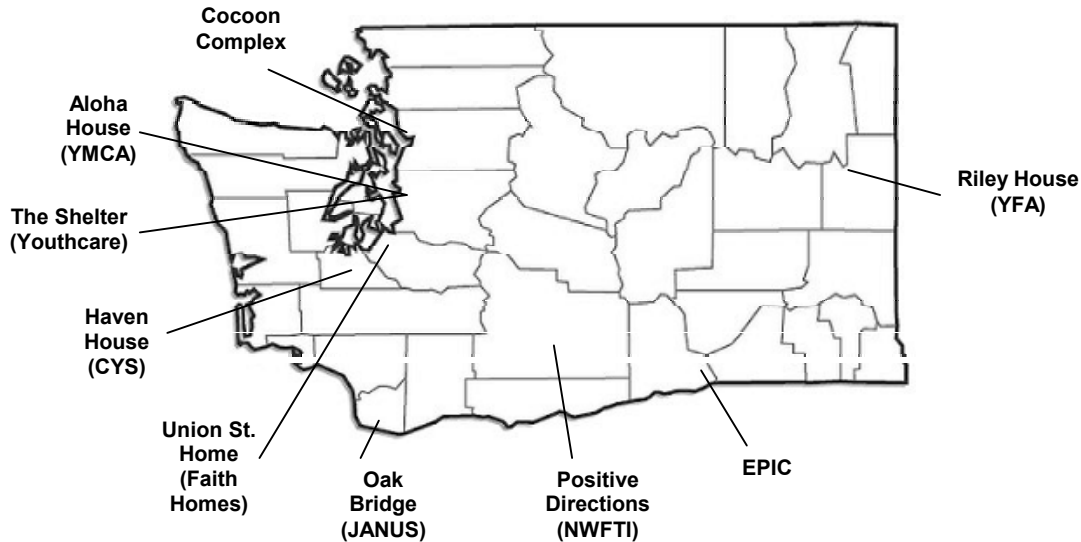 Cocoon
Complex
Aloha
House
(YMCA)
The Shelter
(Youthcare)
Haven
House
(CYS)
Union St.
Home
(Faith
Homes)
Oak
Bridge
(JANUS)
Positive
Directions
(NWFTI)
EPIC
Riley House
(YFA)